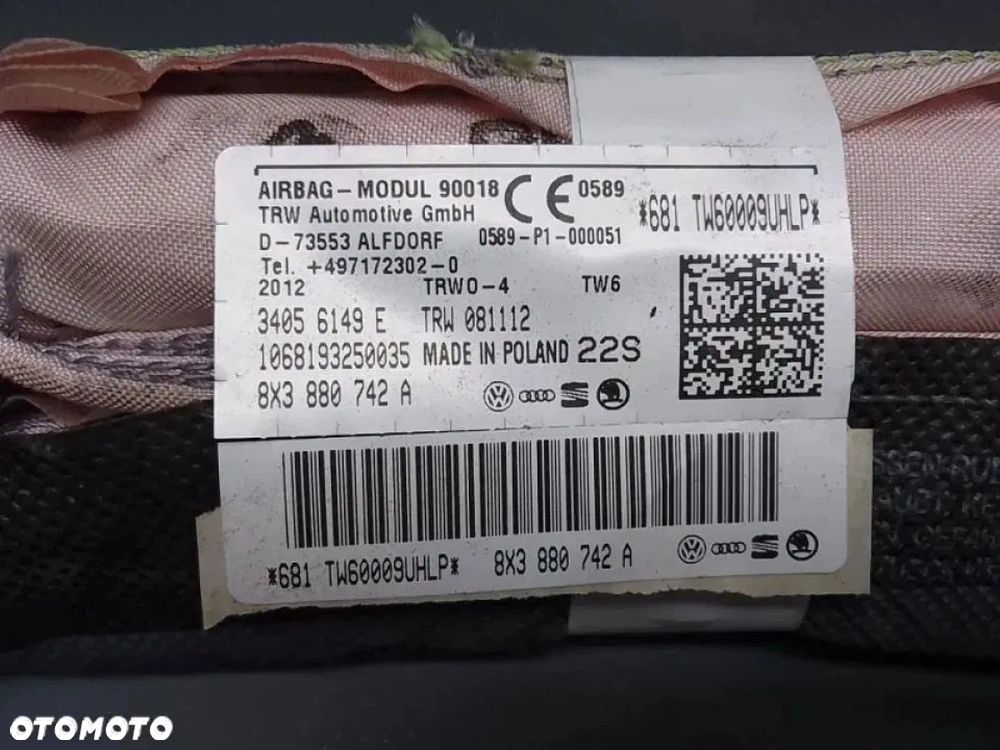 AIRBAG-MODUL 90018 CE 0589
TRW Automotive GmbH
D-73553 ALFDORF 0589-P1-000051
Tel. +497172302-0
2012 TRWO-4 TW6
3405 6149 E TRW 081112
1068193250035 MADE IN POLAND 22S
8X3 880 742 A
*681 TW60009UHLP*
*681 TW60009UHLP* 8X3 880 742 A
OTOMOTO